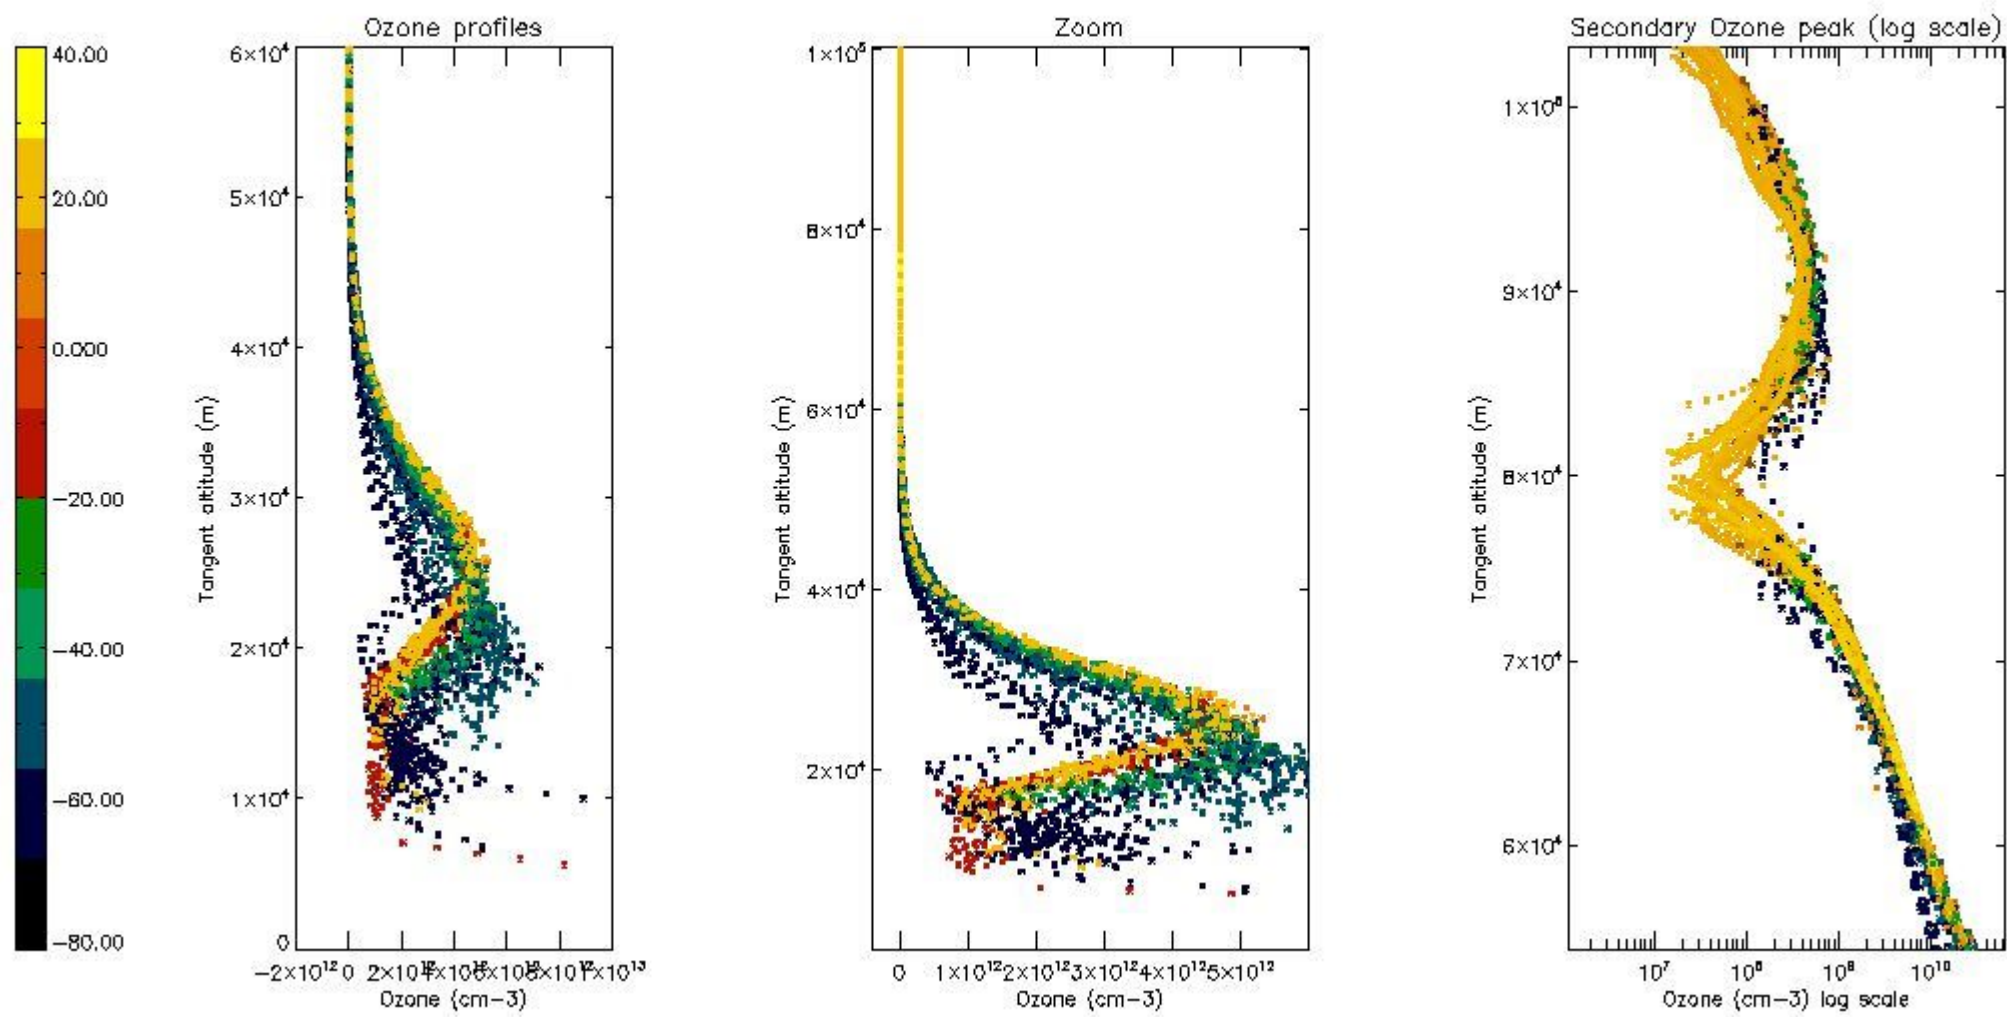 Ozone profiles
Zoom
Secondary Ozone peak (log scale)
40.00
20.00
0.000
−20.00
−40.00
−60.00
−80.00
6×10⁴
5×10⁴
4×10⁴
3×10⁴
2×10⁴
1×10⁴
0
Tangent altitude (m)
−2×10¹² 0
Ozone (cm−3)
1×10⁵
8×10⁴
6×10⁴
4×10⁴
2×10⁴
Tangent altitude (m)
0 1×10¹² 2×10¹² 3×10¹² 4×10¹² 5×10¹²
Ozone (cm−3)
1×10⁵
9×10⁴
8×10⁴
7×10⁴
6×10⁴
Tangent altitude (m)
10⁷ 10⁸ 10⁹ 10¹⁰
Ozone (cm−3) log scale